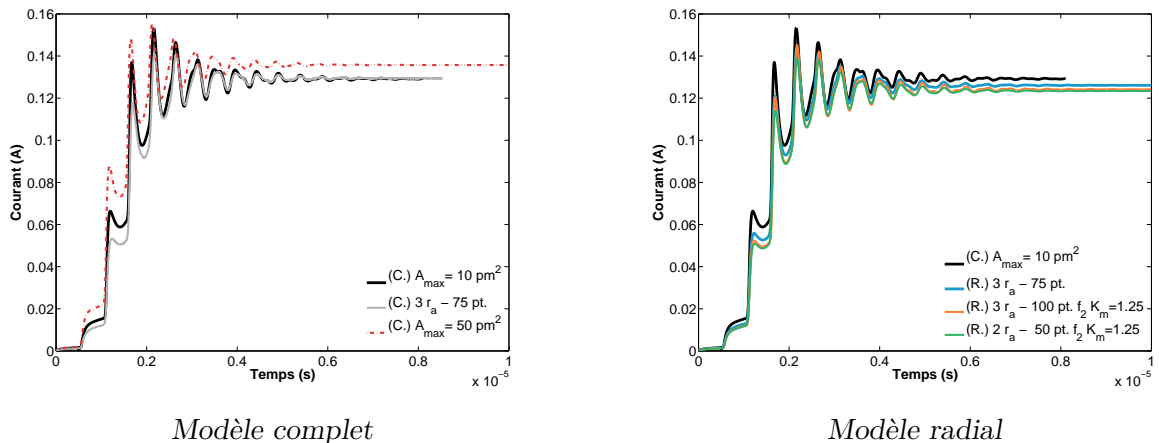 0.16
0.14
0.12
0.1
0.08
0.06
0.04
0.02
0
Courant (A)
(C.) A_max= 10 pm²
(C.) 3 r_a − 75 pt.
(C.) A_max= 50 pm²
0 0.2 0.4 0.6 0.8 1
Temps (s)
x 10⁻⁵
Modèle complet
0.16
0.14
0.12
0.1
0.08
0.06
0.04
0.02
0
Courant (A)
(C.) A_max= 10 pm²
(R.) 3 r_a − 75 pt.
(R.) 3 r_a − 100 pt. f_2 K_m=1.25
(R.) 2 r_a − 50 pt. f_2 K_m=1.25
0 0.2 0.4 0.6 0.8 1
Temps (s)
x 10⁻⁵
Modèle radial